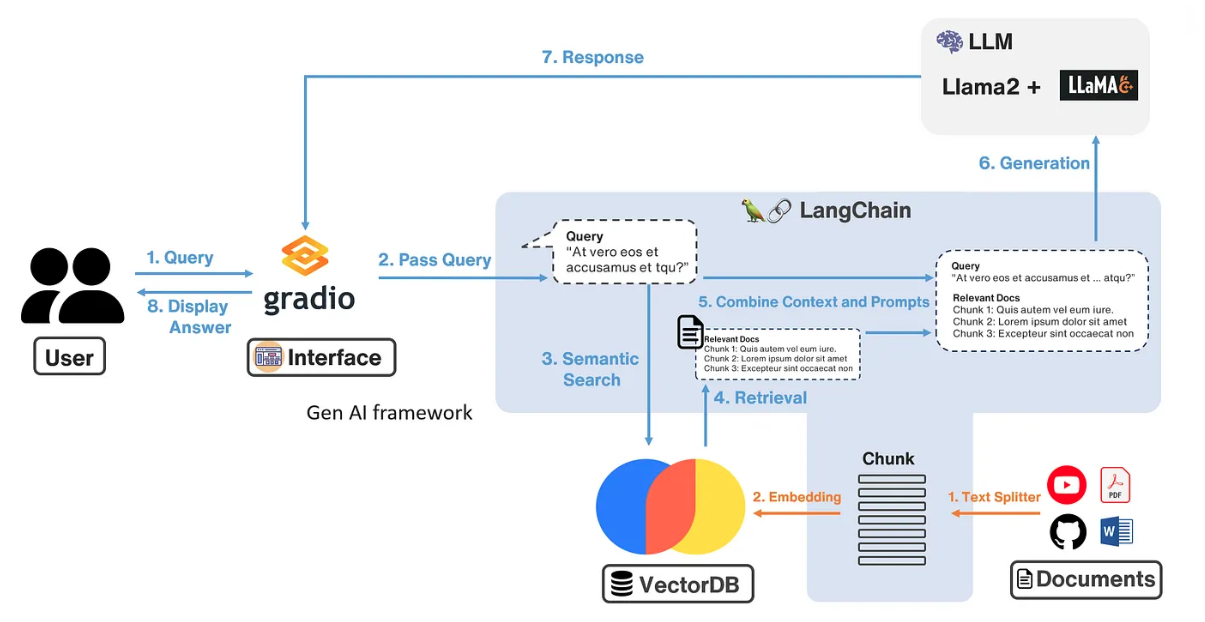 7. Response
LLM
Llama2 +
LLaMA
6. Generation
LangChain
Query
"At vero eos et
accusamus et tqu?"
1. Query
2. Pass Query
gradio
8. Display
Answer
User
Interface
Gen AI framework
Query
"At vero eos et accusamus et ... atqu?"
Relevant Docs
Chunk 1: Quis autem vel eum iure.
Chunk 2: Lorem ipsum dolor sit amet
Chunk 3: Excepteur sint occaecat non
5. Combine Context and Prompts
Relevant Docs
Chunk 1: Quis autem vel eum iure.
Chunk 2: Lorem ipsum dolor sit amet
Chunk 3: Excepteur sint occaecat non
3. Semantic
Search
4. Retrieval
Chunk
2. Embedding
1. Text Splitter
PDF
W
VectorDB
Documents